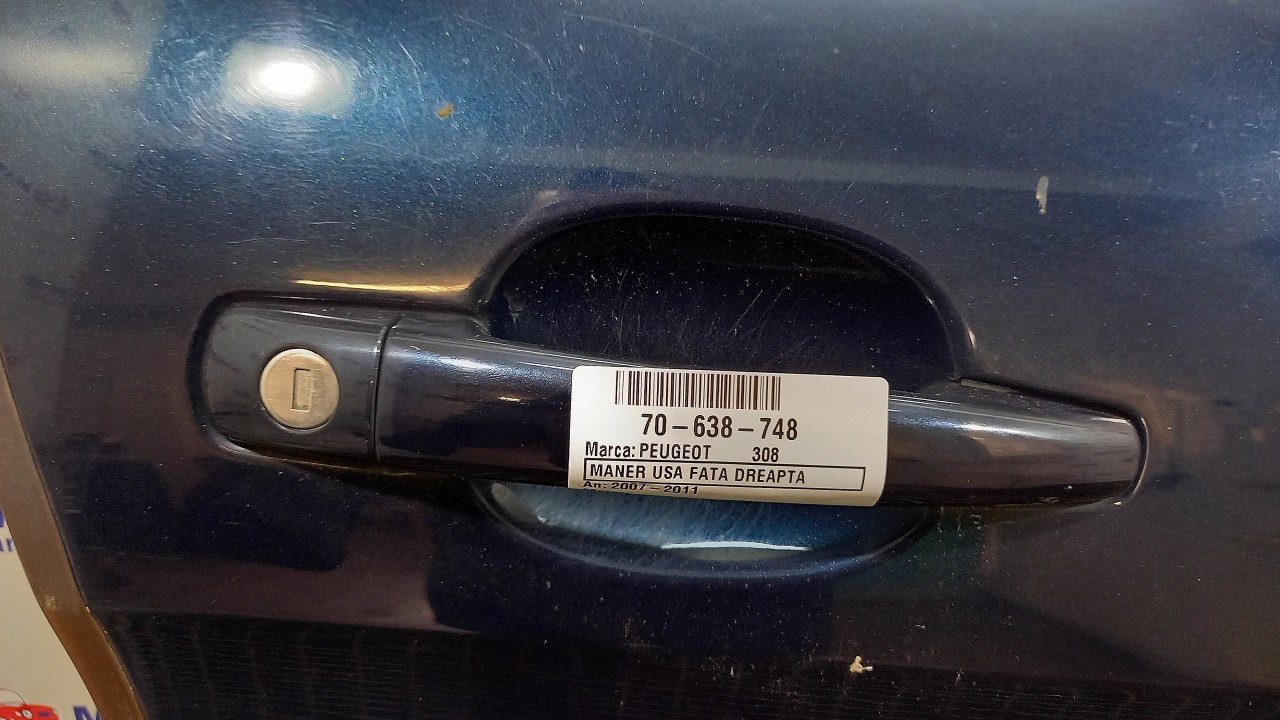 70-638-748
Marca: PEUGEOT 308
MANER USA FATA DREAPTA
An: 2007-2011